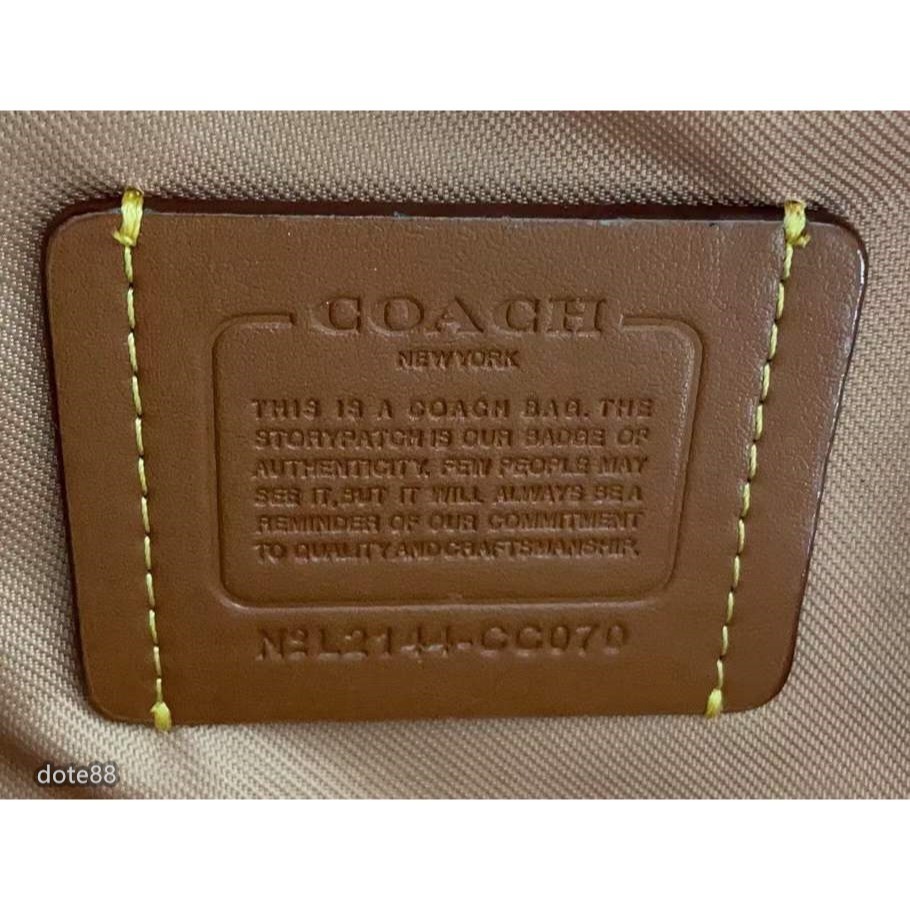 COACH
NEW YORK
THIS IS A COACH BAG. THE
STORYPATCH IS OUR BADGE OF
AUTHENTICITY. FEW PEOPLE MAY
SEE IT, BUT IT WILL ALWAYS BE A
REMINDER OF OUR COMMITMENT
TO QUALITY AND CRAFTSMANSHIP.
Nº L2144-CC070
dote88